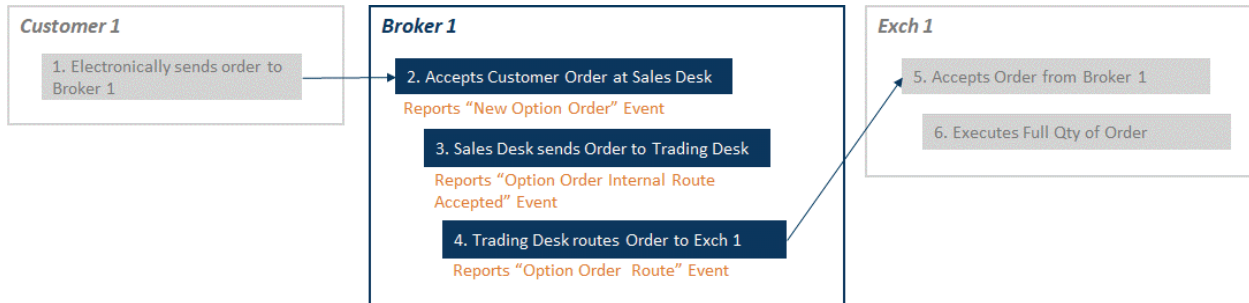 Customer 1
1. Electronically sends order to
Broker 1
Broker 1
2. Accepts Customer Order at Sales Desk
Reports “New Option Order” Event
3. Sales Desk sends Order to Trading Desk
Reports “Option Order Internal Route
Accepted” Event
4. Trading Desk routes Order to Exch 1
Reports “Option Order Route” Event
Exch 1
5. Accepts Order from Broker 1
6. Executes Full Qty of Order